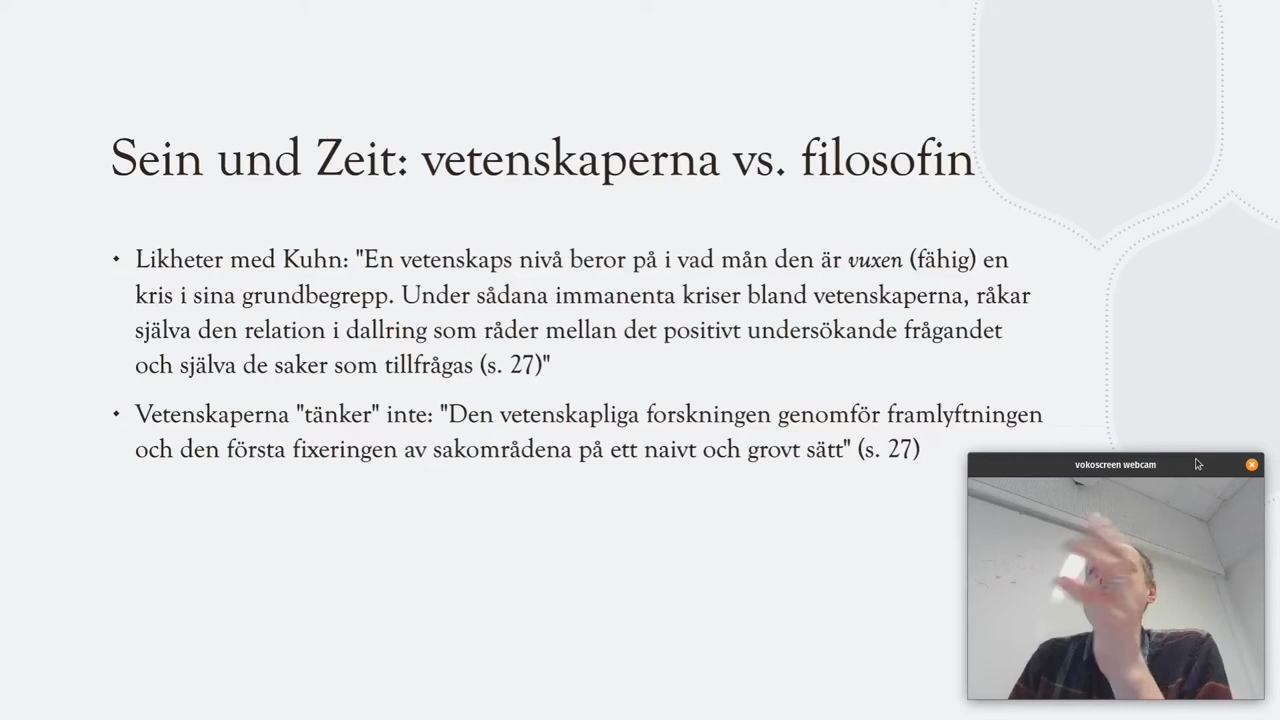 Sein und Zeit: vetenskaperna vs. filosofin
• Likheter med Kuhn: "En vetenskaps nivå beror på i vad mån den är vuxen (fähig) en
kris i sina grundbegrepp. Under sådana immanenta kriser bland vetenskaperna, råkar
själva den relation i dallring som råder mellan det positivt undersökande frågandet
och själva de saker som tillfrågas (s. 27)"
• Vetenskaperna "tänker" inte: "Den vetenskapliga forskningen genomför framlyftningen
och den första fixeringen av sakområdena på ett naivt och grovt sätt" (s. 27)
vokoscreen webcam